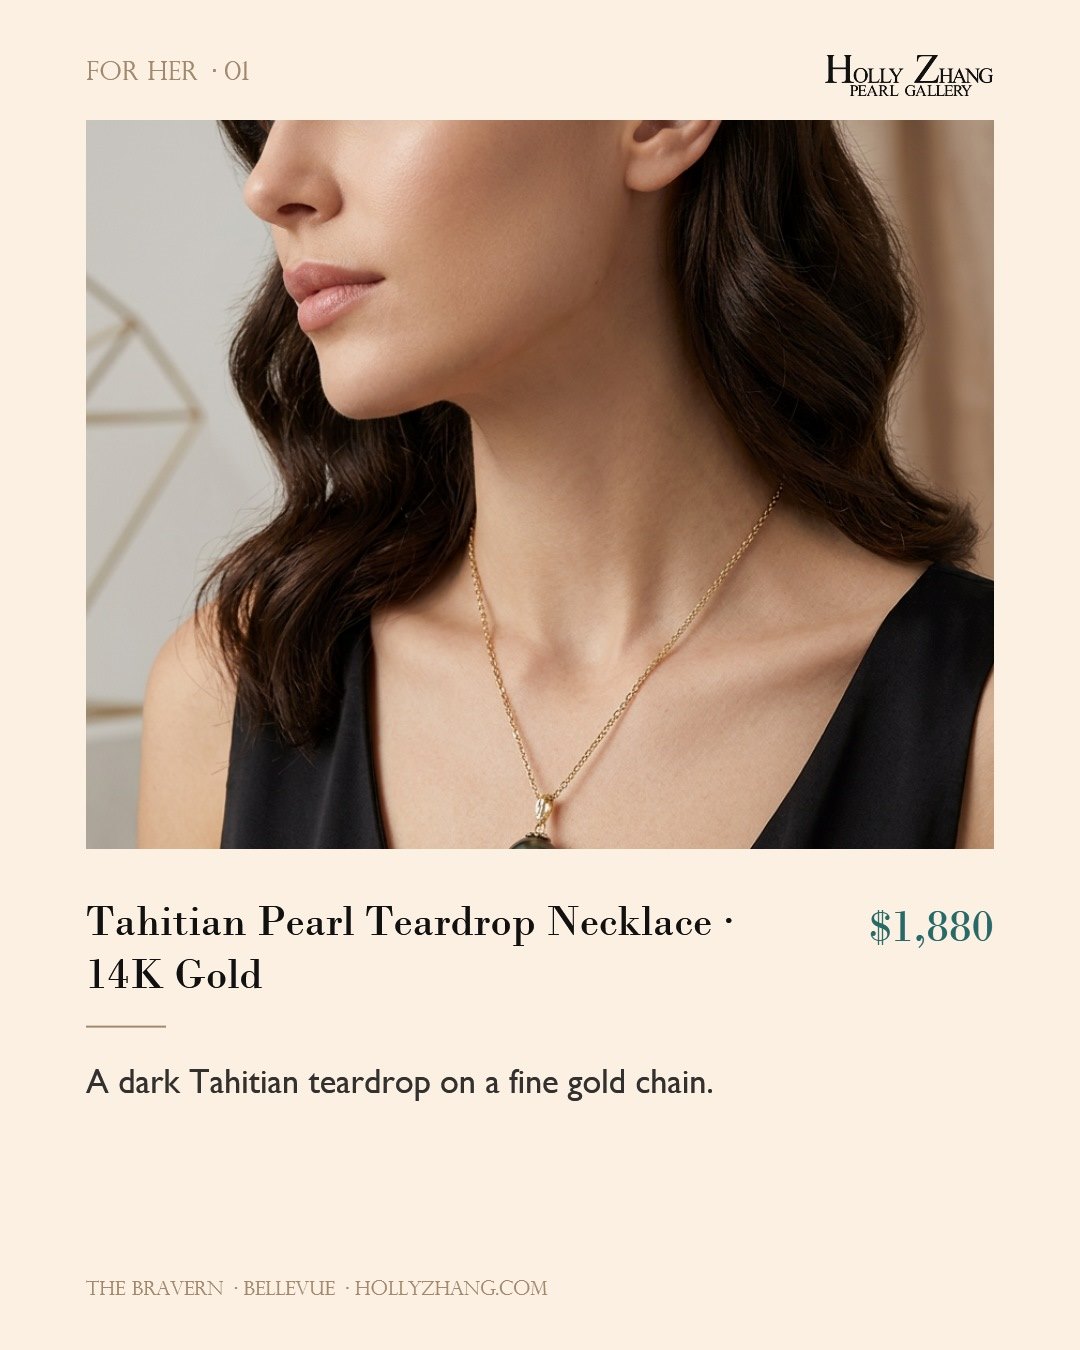 FOR HER · 01
HOLLY ZHANG
PEARL GALLERY
Tahitian Pearl Teardrop Necklace ·
14K Gold
$1,880
A dark Tahitian teardrop on a fine gold chain.
THE BRAVERN · BELLEVUE · HOLLYZHANG.COM